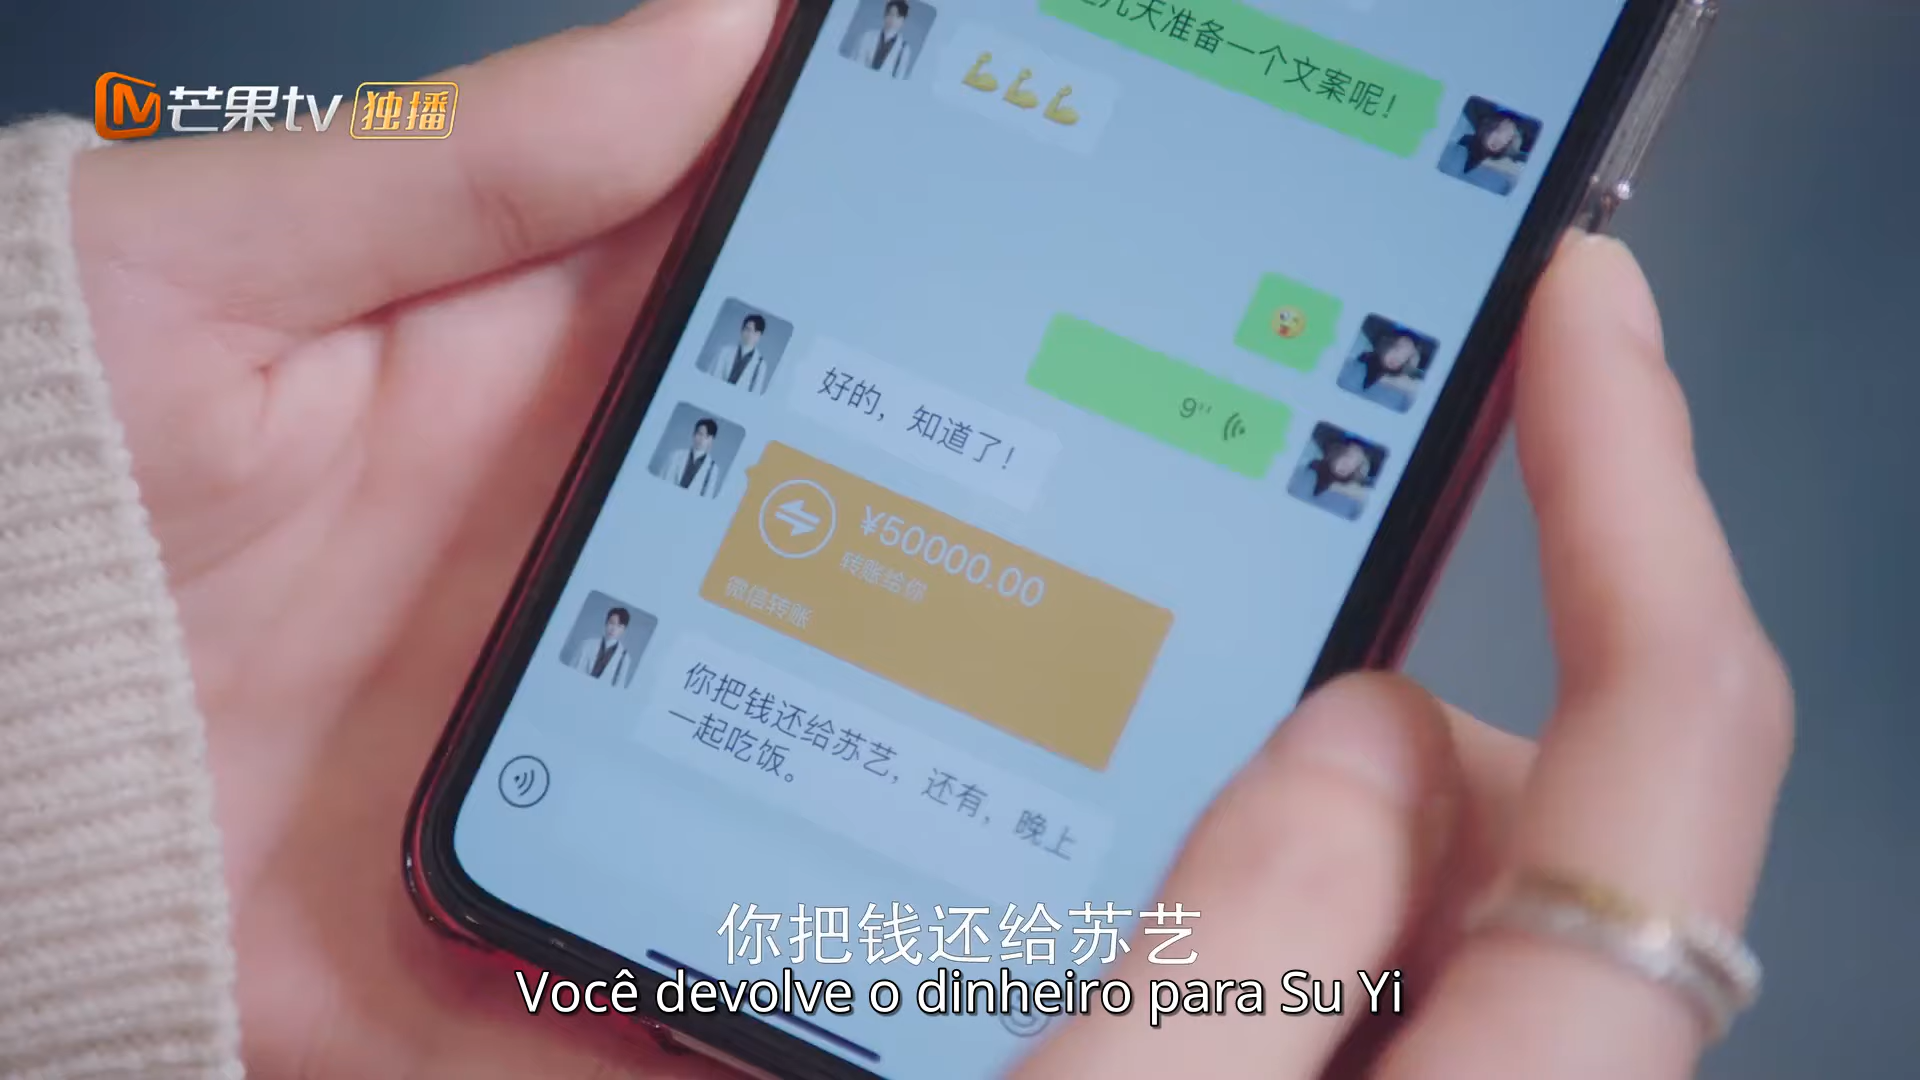 芒果tv 独播
几天准备一个文案呢！
9"
好的，知道了！
¥50000.00
转账给你
微信转账
你把钱还给苏艺，还有，晚上
一起吃饭。
你把钱还给苏艺
Você devolve o dinheiro para Su Yi